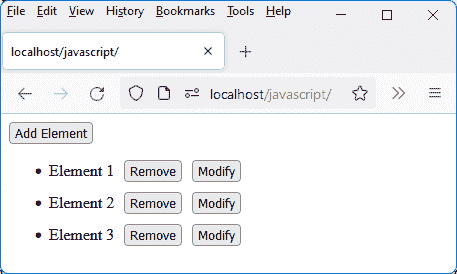 File Edit View History Bookmarks Tools Help
localhost/javascript/
localhost/javascript/
Add Element
Element 1 Remove Modify
Element 2 Remove Modify
Element 3 Remove Modify